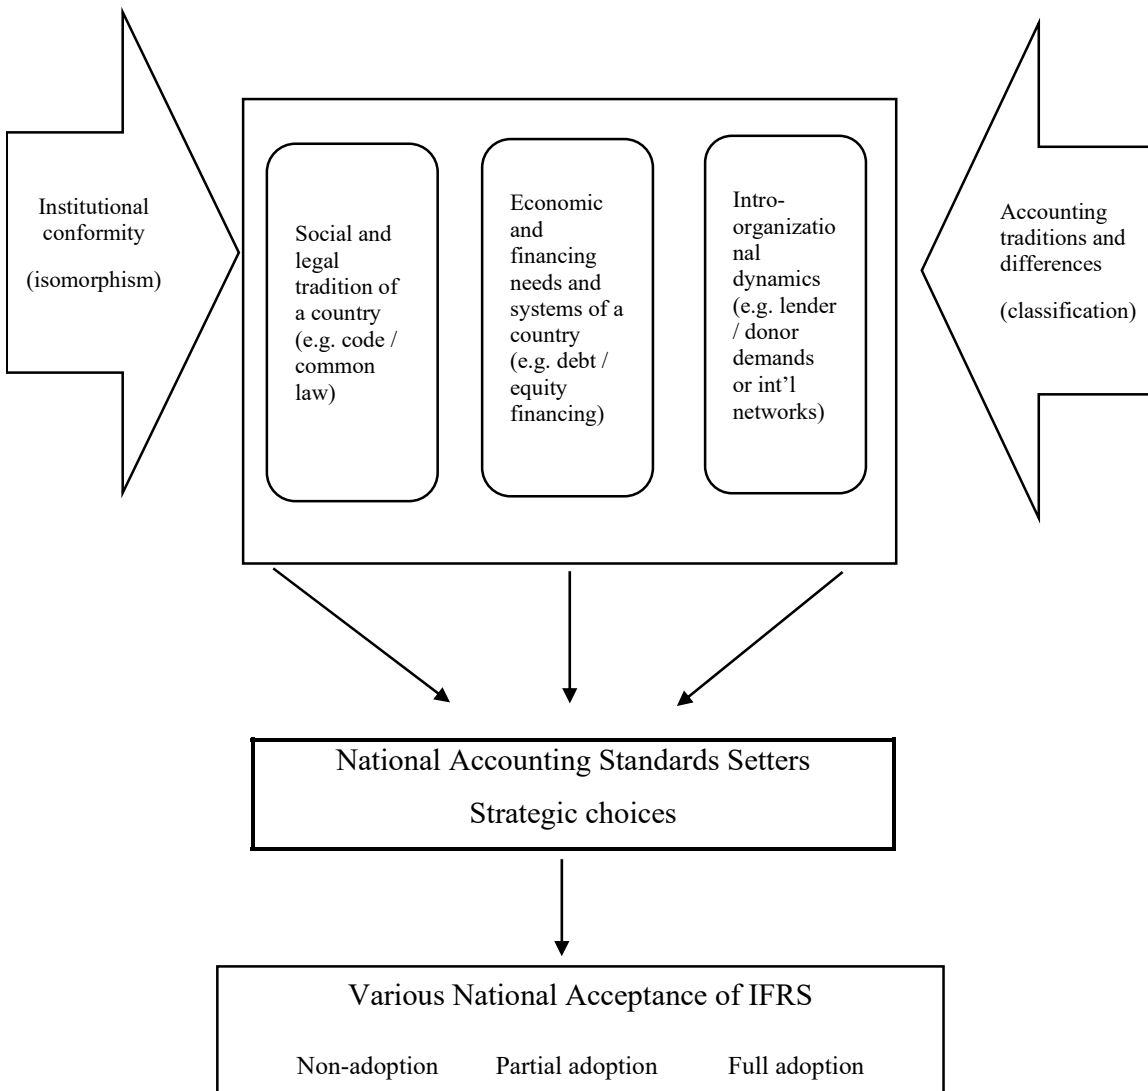 Institutional
conformity
(isomorphism)
Social and
legal
tradition of
a country
(e.g. code /
common
law)
Economic
and
financing
needs and
systems of a
country
(e.g. debt /
equity
financing)
Intro-
organizatio
nal
dynamics
(e.g. lender
/ donor
demands
or int’l
networks)
Accounting
traditions and
differences
(classification)
National Accounting Standards Setters
Strategic choices
Various National Acceptance of IFRS
Non-adoption Partial adoption Full adoption